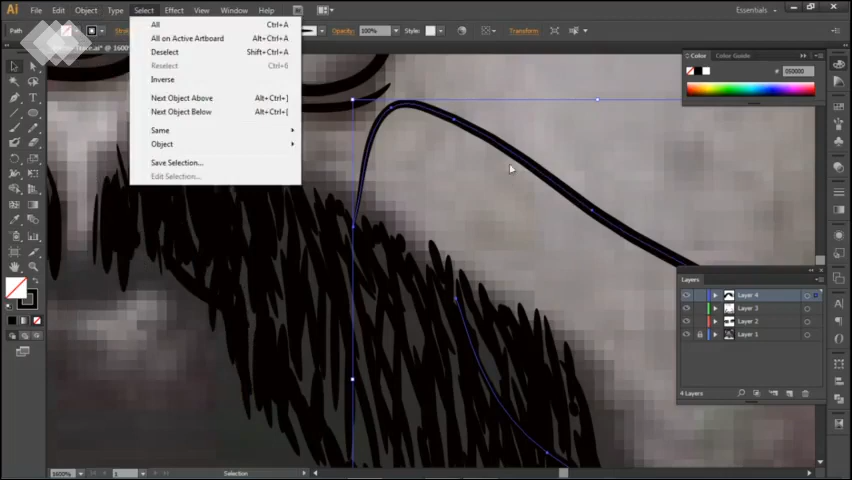 Ai File Edit Object Type Select Effect View Window Help Essentials
Path Opacity: 100% Style: Transform
All Ctrl+A
All on Active Artboard Alt+Ctrl+A
Deselect Shift+Ctrl+A
Reselect Ctrl+6
Inverse
Next Object Above Alt+Ctrl+]
Next Object Below Alt+Ctrl+[
Same
Object
Save Selection...
Edit Selection...
Color Color Guide
# 050000
Layers
Layer 4
Layer 3
Layer 2
Layer 1
4 Layers
1600% 1 Selection